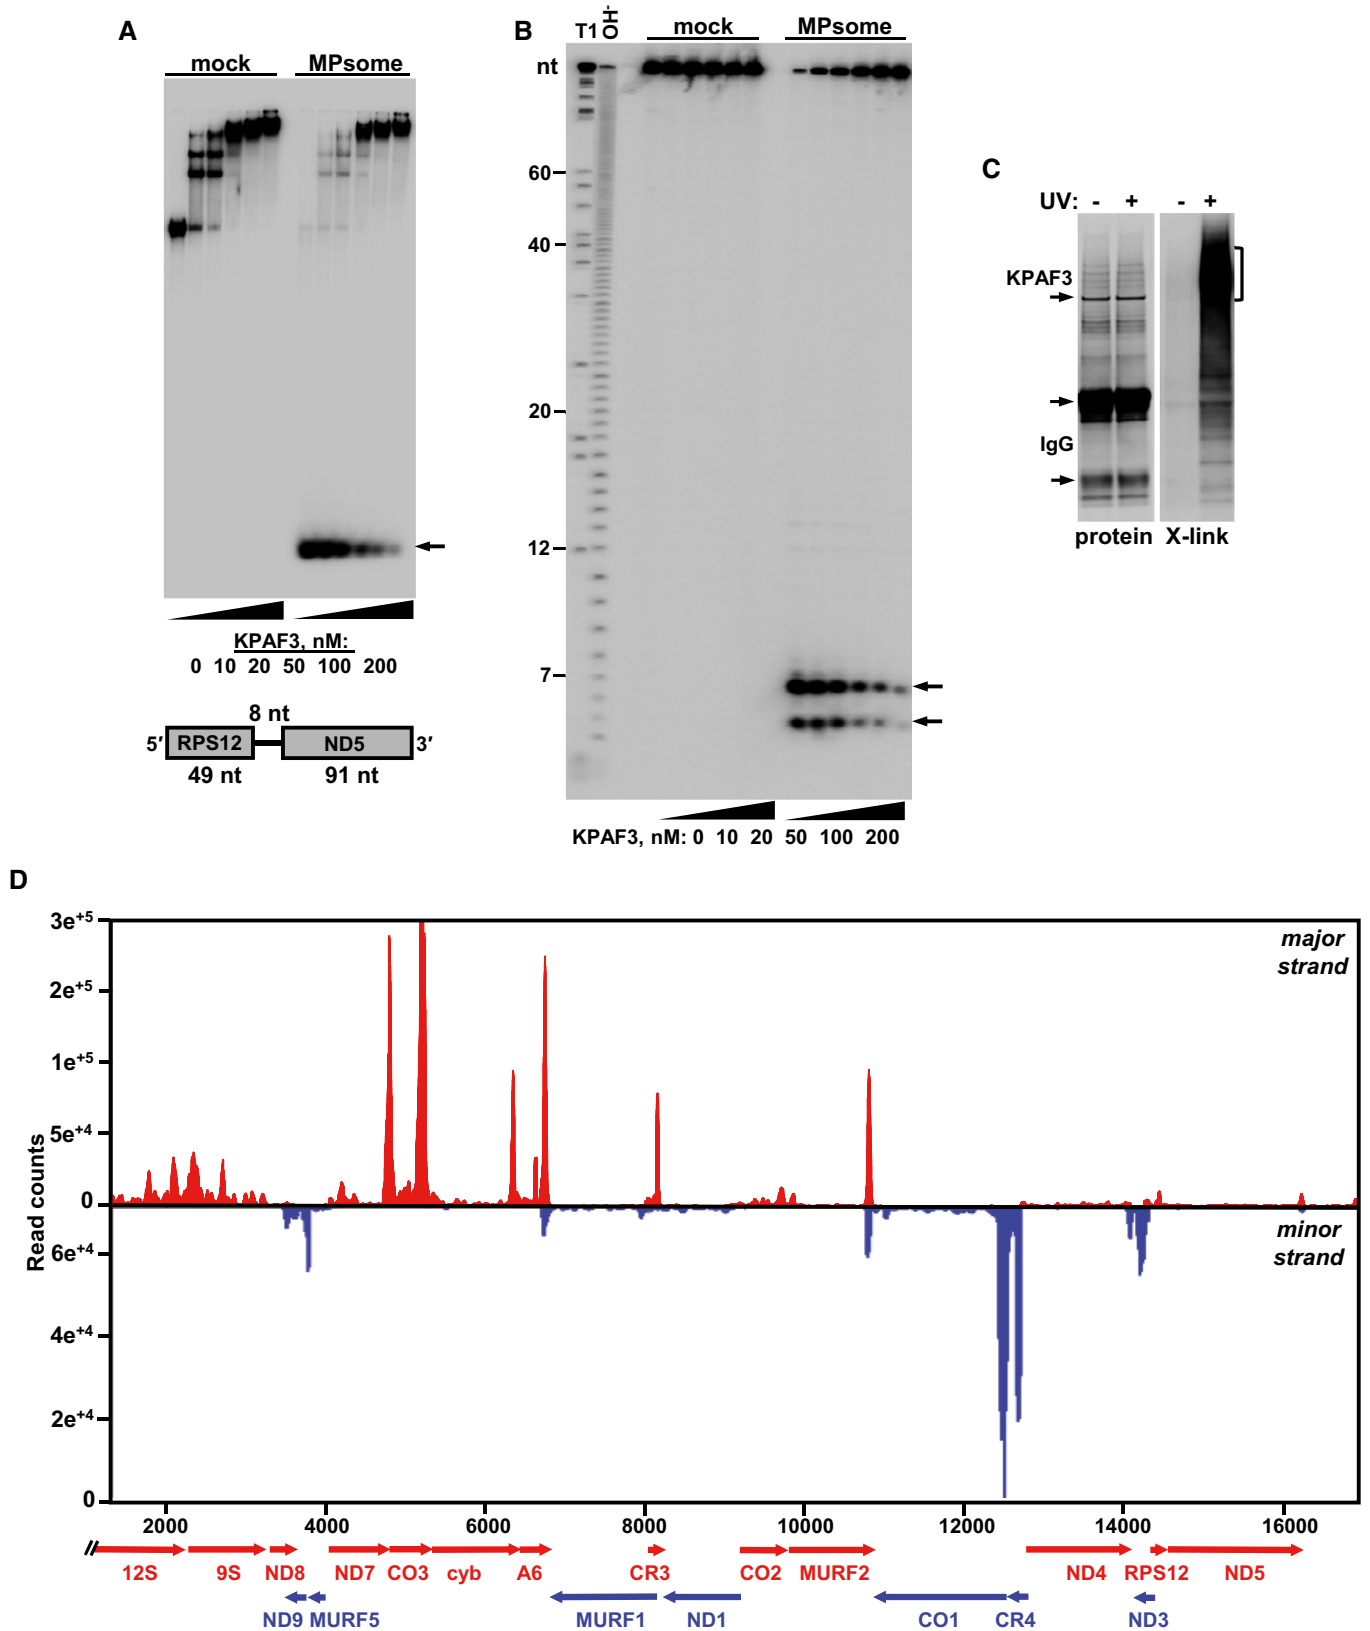 A
mock MPsome
KPAF3, nM:
0 10 20 50 100 200
8 nt
5′ RPS12 ND5 3′
49 nt 91 nt
B
T1 OH- mock MPsome
nt
60
40
20
12
7
KPAF3, nM: 0 10 20 50 100 200
C
UV: - + - +
KPAF3
IgG
protein X-link
D
Read counts
3e+5
2e+5
1e+5
5e+4
0
6e+4
4e+4
2e+4
0
major
strand
minor
strand
2000 4000 6000 8000 10000 12000 14000 16000
12S 9S ND8 ND7 CO3 cyb A6 CR3 CO2 MURF2 ND4 RPS12 ND5
ND9 MURF5 MURF1 ND1 CO1 CR4 ND3